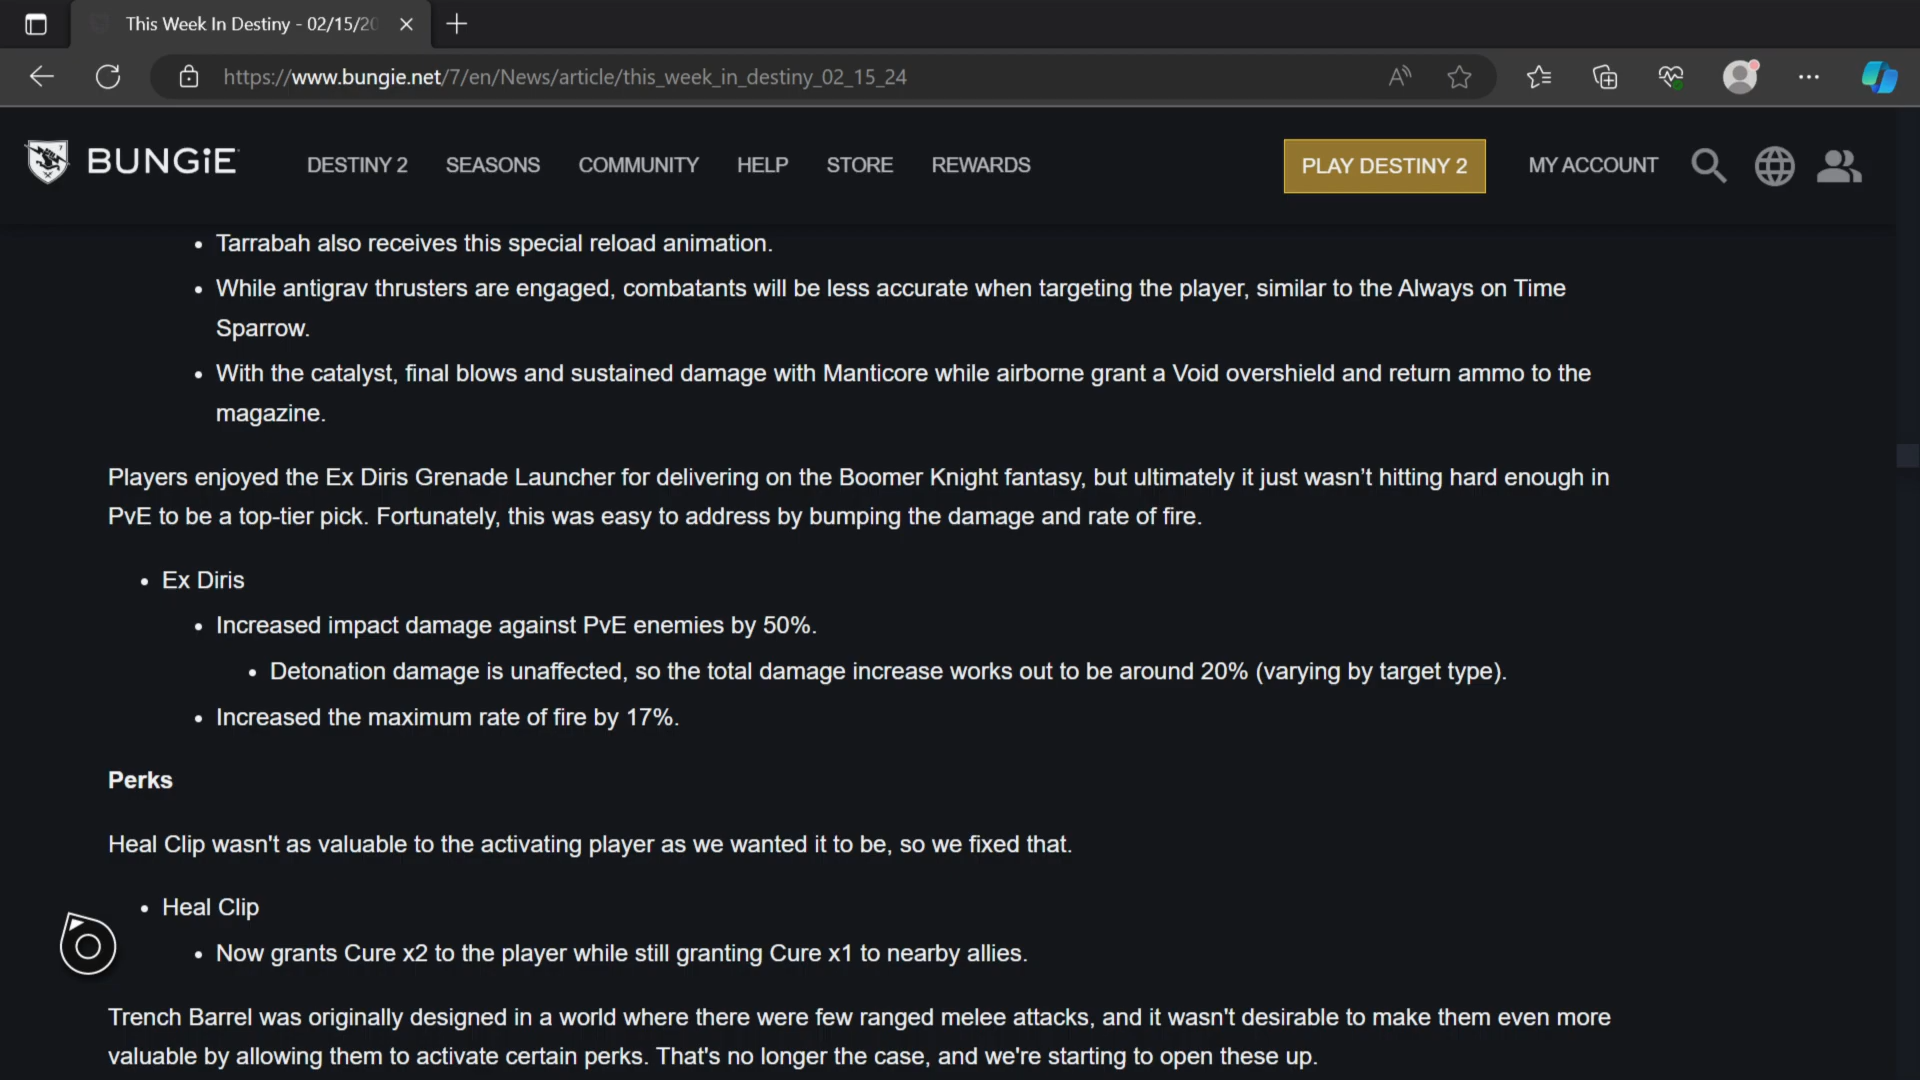 This Week In Destiny - 02/15/20
https://www.bungie.net/7/en/News/article/this_week_in_destiny_02_15_24
BUNGiE
DESTINY 2
SEASONS
COMMUNITY
HELP
STORE
REWARDS
PLAY DESTINY 2
MY ACCOUNT
• Tarrabah also receives this special reload animation.
• While antigrav thrusters are engaged, combatants will be less accurate when targeting the player, similar to the Always on Time
Sparrow.
• With the catalyst, final blows and sustained damage with Manticore while airborne grant a Void overshield and return ammo to the
magazine.
Players enjoyed the Ex Diris Grenade Launcher for delivering on the Boomer Knight fantasy, but ultimately it just wasn’t hitting hard enough in
PvE to be a top-tier pick. Fortunately, this was easy to address by bumping the damage and rate of fire.
• Ex Diris
• Increased impact damage against PvE enemies by 50%.
• Detonation damage is unaffected, so the total damage increase works out to be around 20% (varying by target type).
• Increased the maximum rate of fire by 17%.
Perks
Heal Clip wasn't as valuable to the activating player as we wanted it to be, so we fixed that.
• Heal Clip
• Now grants Cure x2 to the player while still granting Cure x1 to nearby allies.
Trench Barrel was originally designed in a world where there were few ranged melee attacks, and it wasn't desirable to make them even more
valuable by allowing them to activate certain perks. That's no longer the case, and we're starting to open these up.